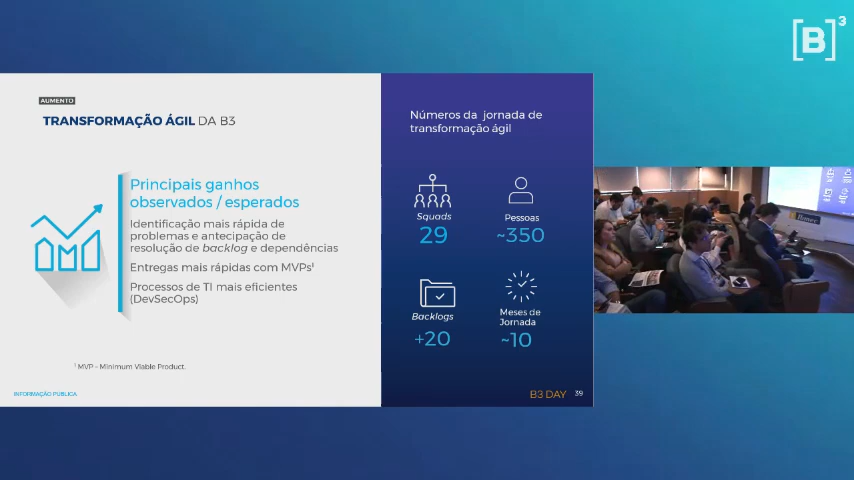 [B]³
AUMENTO
TRANSFORMAÇÃO ÁGIL DA B3
Principais ganhos
observados / esperados
Identificação mais rápida de
problemas e antecipação de
resolução de backlog e dependências
Entregas mais rápidas com MVPs¹
Processos de TI mais eficientes
(DevSecOps)
¹ MVP – Minimum Viable Product.
INFORMAÇÃO PÚBLICA
Números da jornada de
transformação ágil
Squads
29
Pessoas
~350
Backlogs
+20
Meses de
Jornada
~10
B3 DAY 39